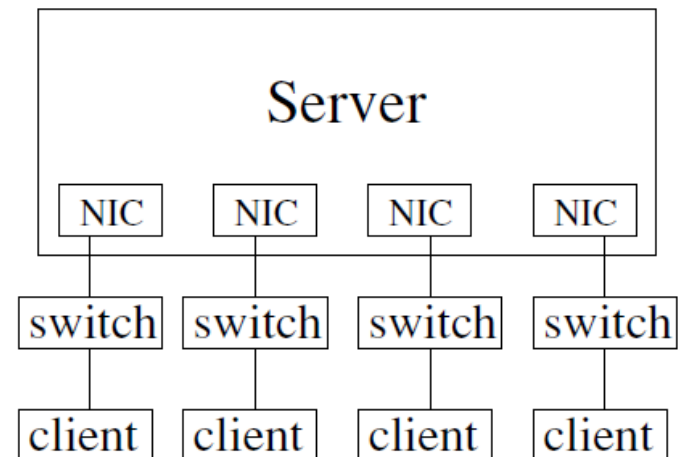 Server
NIC NIC NIC NIC
switch switch switch switch
client client client client